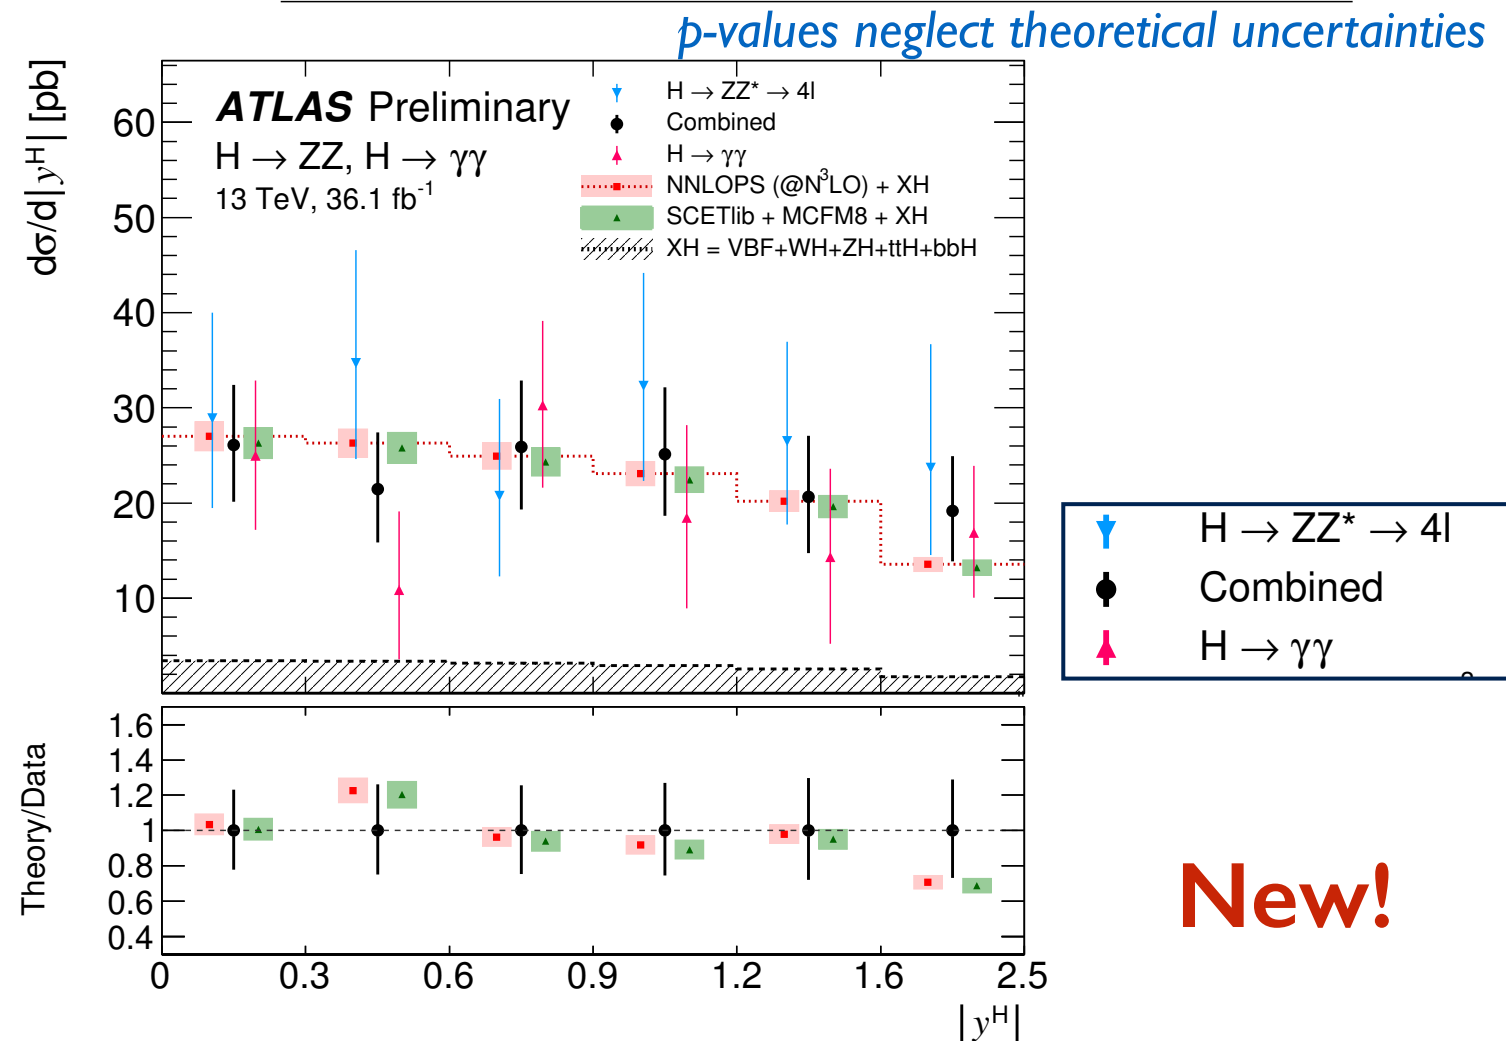 p-values neglect theoretical uncertainties
dσ/d|y^H| [pb]
ATLAS Preliminary
H → ZZ, H → γγ
13 TeV, 36.1 fb^-1
H → ZZ* → 4l
Combined
H → γγ
NNLOPS (@N^3LO) + XH
SCETlib + MCFM8 + XH
XH = VBF+WH+ZH+ttH+bbH
60
50
40
30
20
10
H → ZZ* → 4l
Combined
H → γγ
Theory/Data
1.6
1.4
1.2
1
0.8
0.6
0.4
0 0.3 0.6 0.9 1.2 1.6 2.5
|y^H|
New!